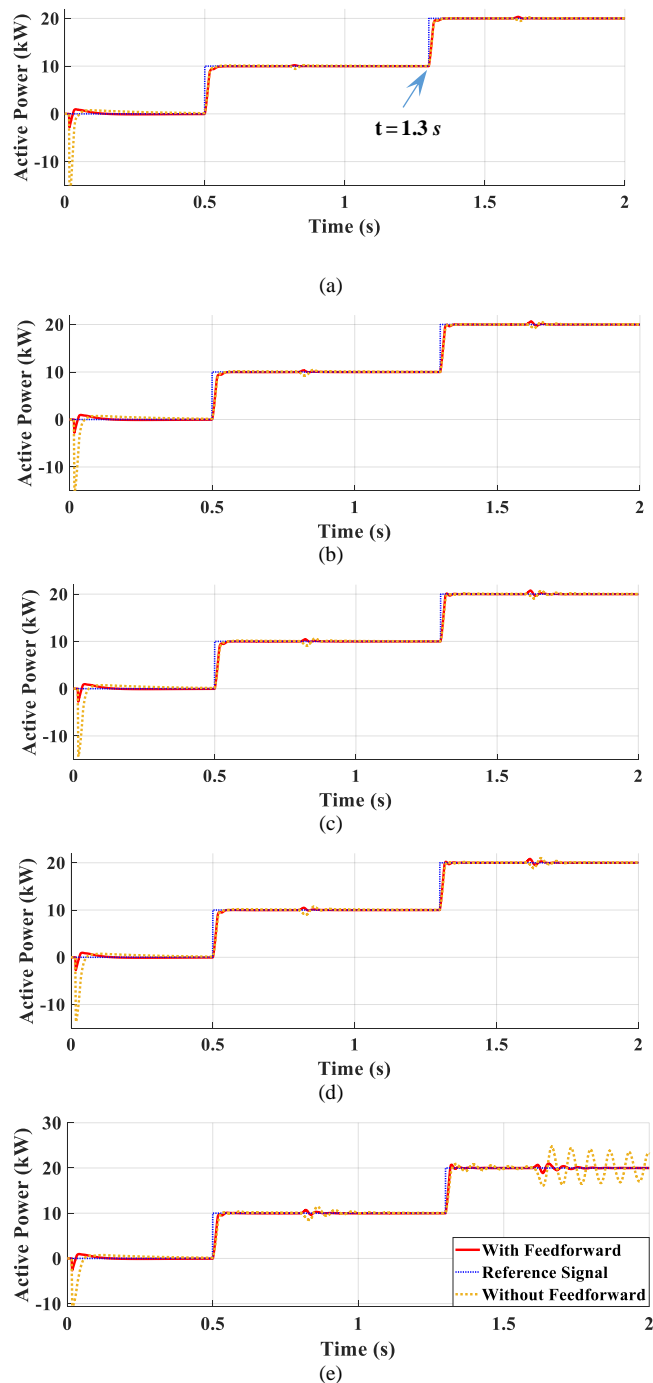 20
10
0
-10
Active Power (kW)
t = 1.3 s
0
0.5
1
1.5
2
Time (s)
(a)
20
10
0
-10
Active Power (kW)
0
0.5
1
1.5
2
Time (s)
(b)
20
10
0
-10
Active Power (kW)
0
0.5
1
1.5
2
Time (s)
(c)
20
10
0
-10
Active Power (kW)
0
0.5
1
1.5
2
Time (s)
(d)
30
20
10
0
-10
Active Power (kW)
With Feedforward
Reference Signal
Without Feedforward
0
0.5
1
1.5
2
Time (s)
(e)